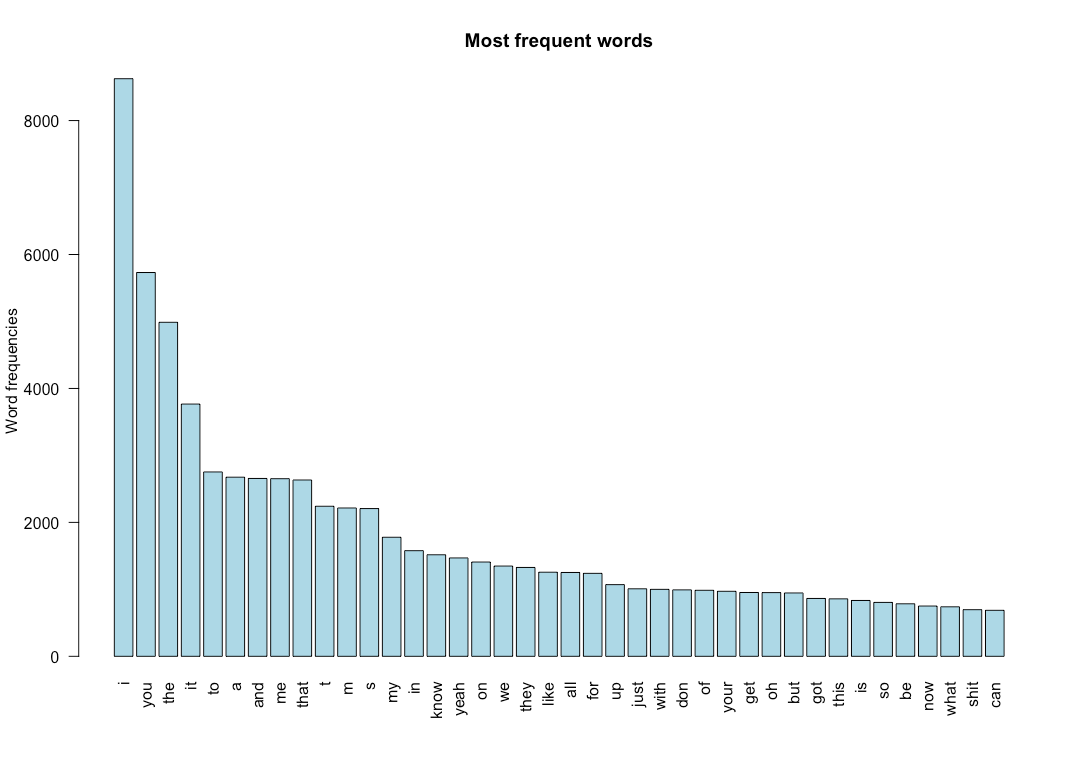 Most frequent words
Word frequencies
8000
6000
4000
2000
0
i you the it to a and me that t m s my in know yeah on we they like all for up just with don of your get oh but got this is so be now what shit can